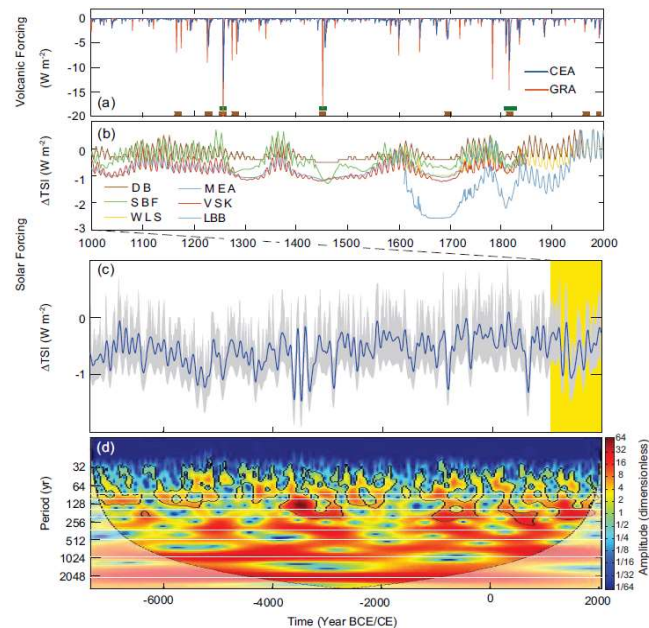 Volcanic Forcing
(W m⁻²)
0
-5
-10
-15
-20
(a)
CEA
GRA
Solar Forcing
ΔTSI (W m⁻²)
0
-1
-2
-3
(b)
DB
SBF
WLS
MEA
VSK
LBB
1000 1100 1200 1300 1400 1500 1600 1700 1800 1900 2000
(c)
ΔTSI (W m⁻²)
0
-1
(d)
Period (yr)
32
64
128
256
512
1024
2048
-6000 -4000 -2000 0 2000
Time (Year BCE/CE)
64
32
16
8
4
2
1
1/2
1/4
1/8
1/16
1/32
1/64
Amplitude (dimensionless)